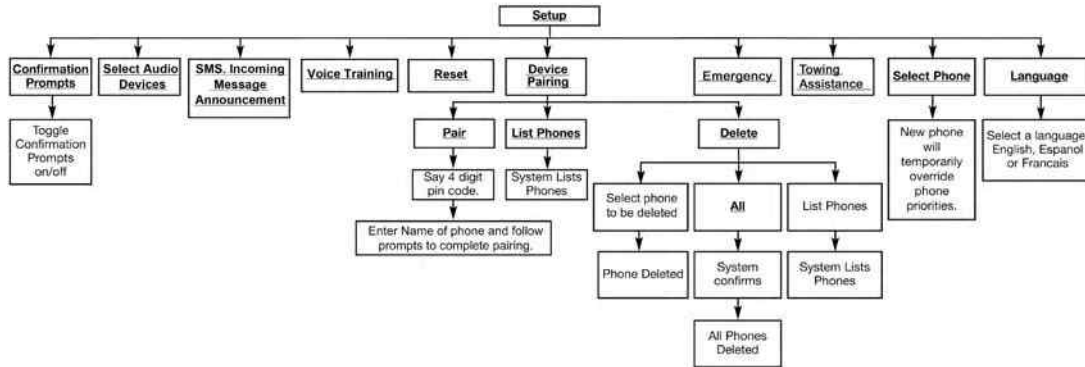 Setup
Confirmation
Prompts
Select Audio
Devices
SMS. Incoming
Message
Announcement
Voice Training
Reset
Device
Pairing
Emergency
Towing
Assistance
Select Phone
Language
Toggle
Confirmation
Prompts
on/off
Pair
List Phones
Delete
New phone
will
temporarily
override
phone
priorities.
Select a language
English, Espanol
or Francais
Say 4 digit
pin code.
System Lists
Phones
Select phone
to be deleted
All
List Phones
Enter Name of phone and follow
prompts to complete pairing.
Phone Deleted
System
confirms
System Lists
Phones
All Phones
Deleted